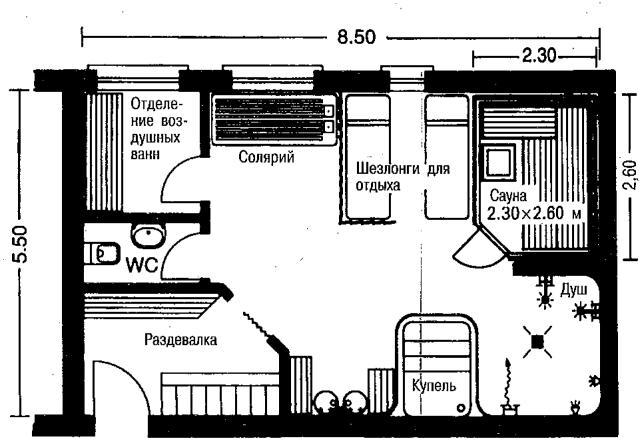 8.50
2.30
Отделе-
ние воз-
душных
ванн
Солярий
Шезлонги для
отдыха
Сауна
2.30×2.60 м
2,60
5.50
WC
Душ
Раздевалка
Купель